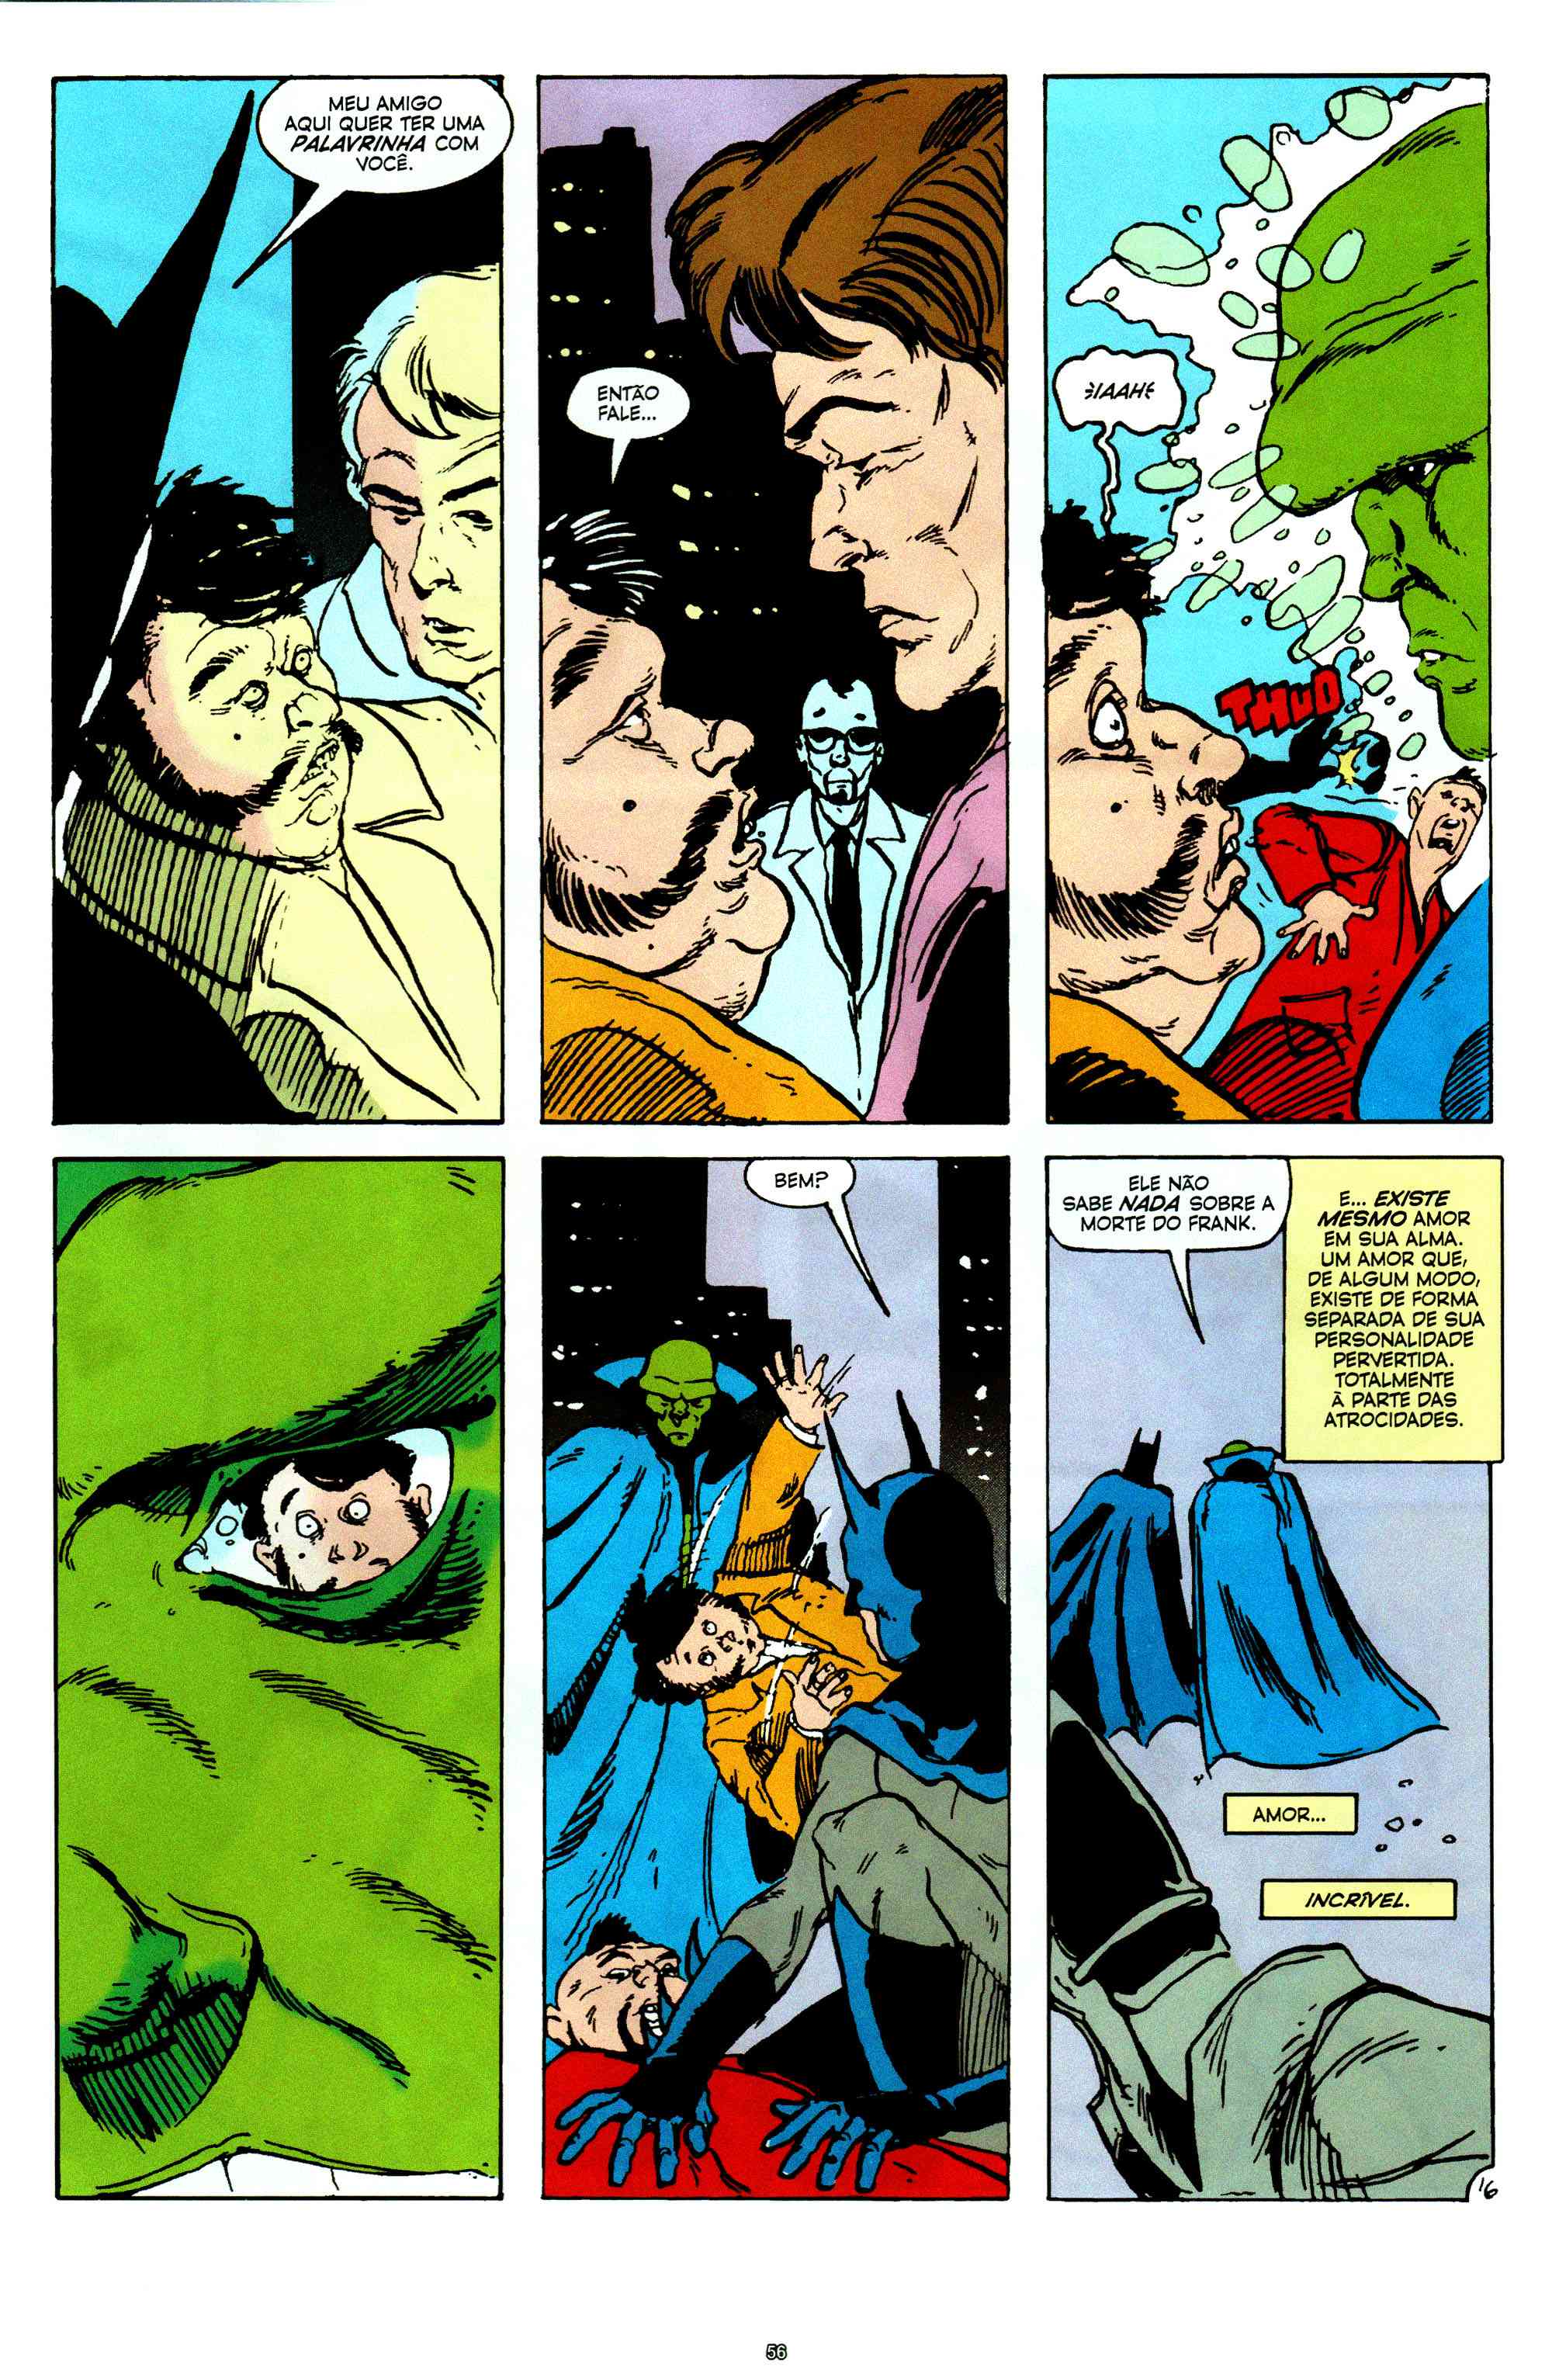 MEU AMIGO
AQUI QUER TER UMA
PALAVRINHA COM
VOCÊ.
ENTÃO
FALE...
IAAH
THUD
BEM?
ELE NÃO
SABE NADA SOBRE A
MORTE DO FRANK.
E... EXISTE
MESMO AMOR
EM SUA ALMA.
UM AMOR QUE,
DE ALGUM MODO,
EXISTE DE FORMA
SEPARADA DE SUA
PERSONALIDADE
PERVERTIDA.
TOTALMENTE
À PARTE DAS
ATROCIDADES.
AMOR...
INCRÍVEL.
16
56